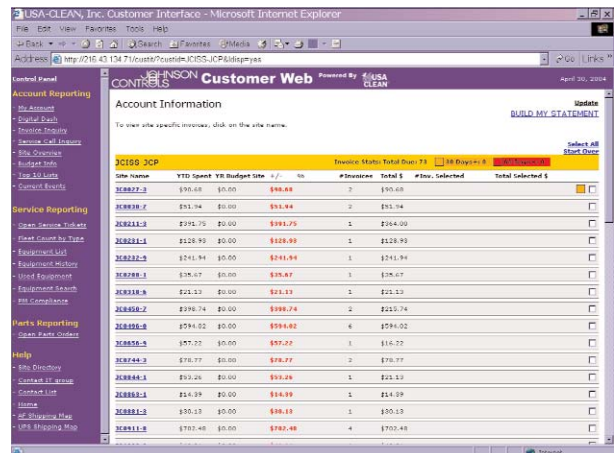 USA-CLEAN, Inc. Customer Interface - Microsoft Internet Explorer
File Edit View Favorites Tools Help
Back Search Favorites Media
Address http://216.43.134.71/custit/?custid=JCISS-JCP&ldisp=yes Go Links
JOHNSON CONTROLS Customer Web Powered By USA CLEAN April 30, 2004
Control Panel
Account Reporting
- My Account
- Digital Dash
- Invoice Inquiry
- Service Call Inquiry
- Site Overview
- Budget Info
- Top 10 Lists
- Current Events
Service Reporting
- Open Service Tickets
- Fleet Count by Type
- Equipment List
- Equipment History
- Used Equipment
- Equipment Search
- PM Compliance
Parts Reporting
- Open Parts Orders
Help
- Site Directory
- Contact IT group
- Contact List
- Home
- AF Shipping Map
- UPS Shipping Map
Account Information
Update
BUILD MY STATEMENT
To view site specific invoices, click on the site name.
Select All
Start Over
JCISS JCP Invoice Stats: Total Due: 73 30 Days+: 8
Site Name YTD Spent YR Budget Site +/- % #Invoices Total $ #Inv. Selected Total Selected $
JC0027-3 $90.68 $0.00 $90.68 2 $90.68
JC0030-7 $51.94 $0.00 $51.94 2 $51.94
JC0211-3 $391.75 $0.00 $391.75 1 $364.00
JC0231-1 $128.93 $0.00 $128.93 1 $128.93
JC0232-9 $241.94 $0.00 $241.94 1 $241.94
JC0288-1 $35.67 $0.00 $35.67 1 $35.67
JC0318-6 $21.13 $0.00 $21.13 1 $21.13
JC0450-7 $398.74 $0.00 $398.74 2 $215.74
JC0496-0 $594.02 $0.00 $594.02 6 $594.02
JC0658-9 $57.22 $0.00 $57.22 1 $16.22
JC0744-3 $70.77 $0.00 $70.77 2 $70.77
JC0844-1 $53.26 $0.00 $53.26 1 $21.13
JC0863-1 $14.39 $0.00 $14.39 1 $14.39
JC0881-3 $30.13 $0.00 $30.13 1 $30.13
JC0911-8 $702.48 $0.00 $702.48 4 $702.48
Internet